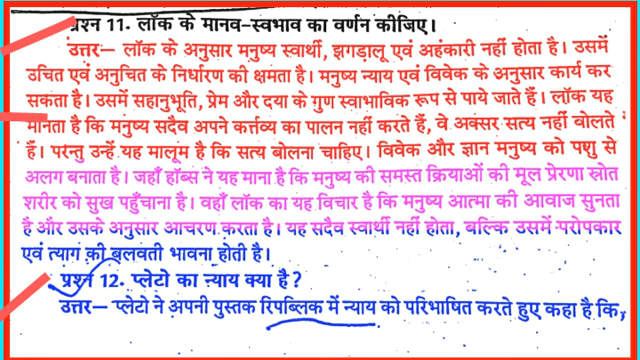 प्रश्न 11. लॉक के मानव-स्वभाव का वर्णन कीजिए।
उत्तर– लॉक के अनुसार मनुष्य स्वार्थी, झगड़ालू एवं अहंकारी नहीं होता है। उसमें
उचित एवं अनुचित के निर्धारण की क्षमता है। मनुष्य न्याय एवं विवेक के अनुसार कार्य कर
सकता है। उसमें सहानुभूति, प्रेम और दया के गुण स्वाभाविक रूप से पाये जाते हैं। लॉक यह
मानता है कि मनुष्य सदैव अपने कर्त्तव्य का पालन नहीं करते हैं, वे अक्सर सत्य नहीं बोलते
हैं। परन्तु उन्हें यह मालूम है कि सत्य बोलना चाहिए। विवेक और ज्ञान मनुष्य को पशु से
अलग बनाता है। जहाँ हॉब्स ने यह माना है कि मनुष्य की समस्त क्रियाओं की मूल प्रेरणा स्रोत
शरीर को सुख पहुँचाना है। वहाँ लॉक का यह विचार है कि मनुष्य आत्मा की आवाज सुनता
है और उसके अनुसार आचरण करता है। यह सदैव स्वार्थी नहीं होता, बल्कि उसमें परोपकार
एवं त्याग की बलवती भावना होती है।
प्रश्न 12. प्लेटो का न्याय क्या है?
उत्तर– प्लेटो ने अपनी पुस्तक रिपब्लिक में न्याय को परिभाषित करते हुए कहा है कि,